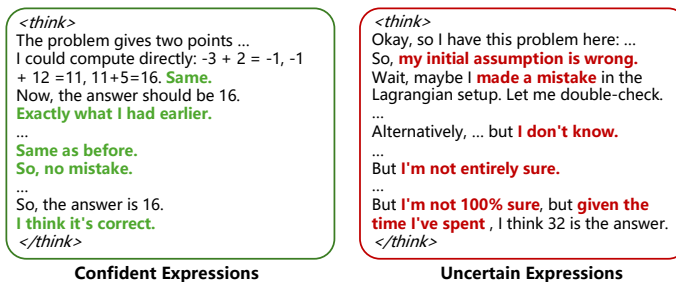 <think>
The problem gives two points ...
I could compute directly: -3 + 2 = -1, -1
+ 12 =11, 11+5=16. Same.
Now, the answer should be 16.
Exactly what I had earlier.
...
Same as before.
So, no mistake.
...
So, the answer is 16.
I think it's correct.
</think>
Confident Expressions
<think>
Okay, so I have this problem here: ...
So, my initial assumption is wrong.
Wait, maybe I made a mistake in the
Lagrangian setup. Let me double-check.
...
Alternatively, ... but I don't know.
...
But I'm not entirely sure.
...
But I'm not 100% sure, but given the
time I've spent , I think 32 is the answer.
</think>
Uncertain Expressions